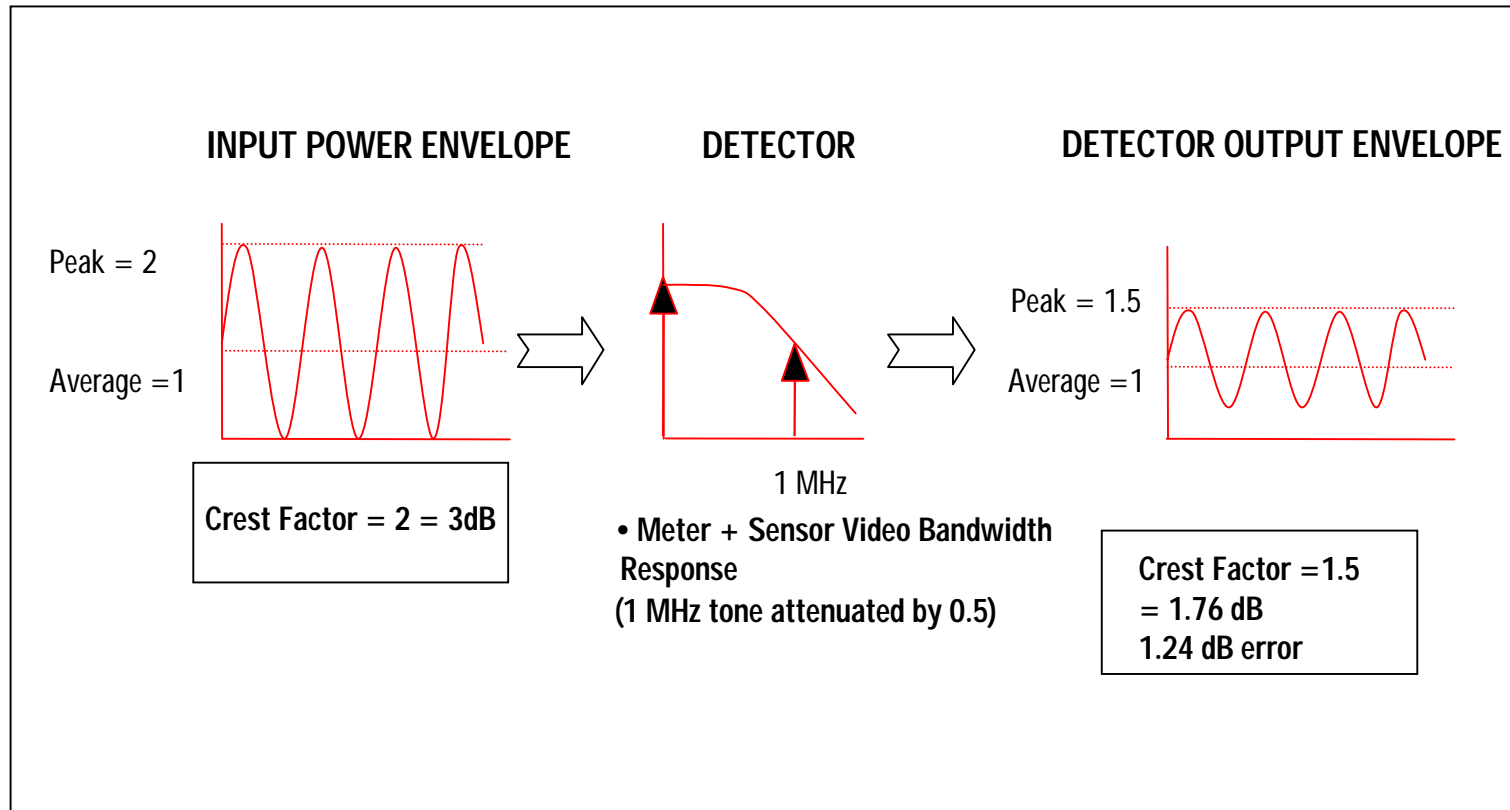 INPUT POWER ENVELOPE
DETECTOR
DETECTOR OUTPUT ENVELOPE
Peak = 2
Average =1
Crest Factor = 2 = 3dB
1 MHz
• Meter + Sensor Video Bandwidth
Response
(1 MHz tone attenuated by 0.5)
Peak = 1.5
Average =1
Crest Factor =1.5
= 1.76 dB
1.24 dB error